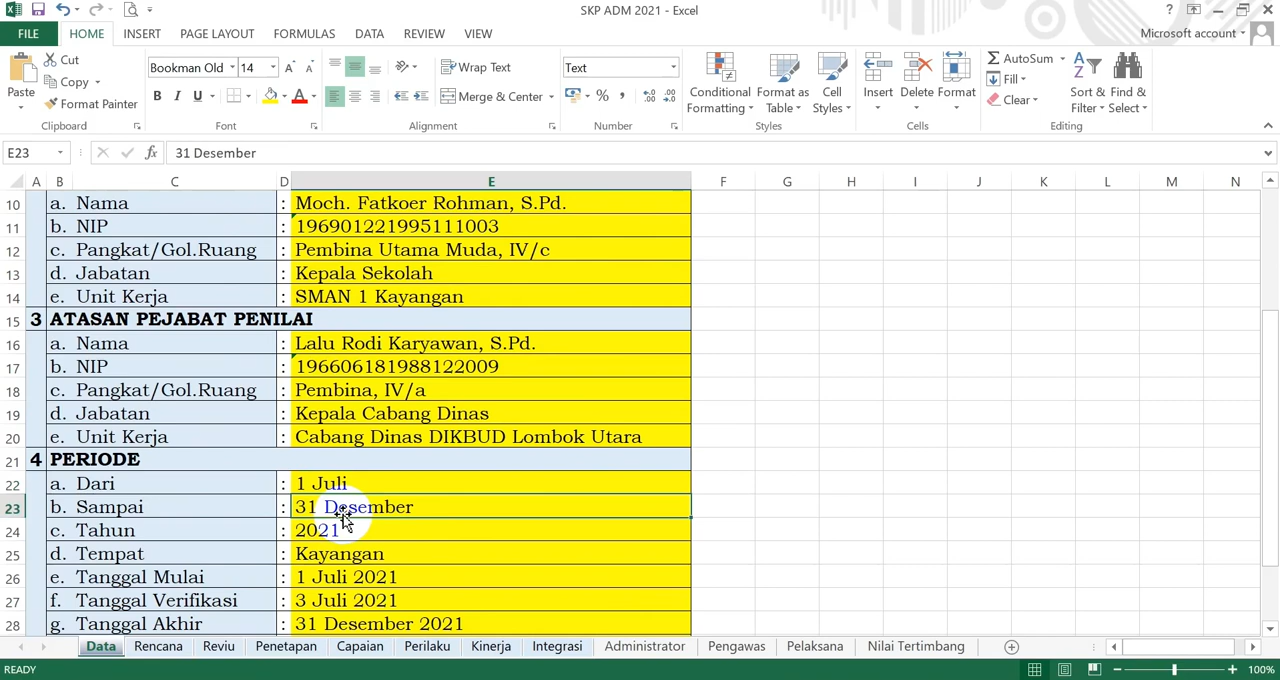 SKP ADM 2021 - Excel
?
FILE HOME INSERT PAGE LAYOUT FORMULAS DATA REVIEW VIEW Microsoft account
Paste Cut Copy Format Painter Clipboard
Bookman Old 14 A A B I U A Font
Wrap Text Merge & Center Alignment
Text % , Number
Conditional Formatting Format as Table Cell Styles Styles
Insert Delete Format Cells
AutoSum Fill Clear Sort & Filter Find & Select Editing
E23 fx 31 Desember
A B C D E F G H I J K L M N
10 a. Nama : Moch. Fatkoer Rohman, S.Pd.
11 b. NIP : 196901221995111003
12 c. Pangkat/Gol.Ruang : Pembina Utama Muda, IV/c
13 d. Jabatan : Kepala Sekolah
14 e. Unit Kerja : SMAN 1 Kayangan
15 3 ATASAN PEJABAT PENILAI
16 a. Nama : Lalu Rodi Karyawan, S.Pd.
17 b. NIP : 196606181988122009
18 c. Pangkat/Gol.Ruang : Pembina, IV/a
19 d. Jabatan : Kepala Cabang Dinas
20 e. Unit Kerja : Cabang Dinas DIKBUD Lombok Utara
21 4 PERIODE
22 a. Dari : 1 Juli
23 b. Sampai : 31 Desember
24 c. Tahun : 2021
25 d. Tempat : Kayangan
26 e. Tanggal Mulai : 1 Juli 2021
27 f. Tanggal Verifikasi : 3 Juli 2021
28 g. Tanggal Akhir : 31 Desember 2021
Data Rencana Reviu Penetapan Capaian Perilaku Kinerja Integrasi Administrator Pengawas Pelaksana Nilai Tertimbang
READY 100%